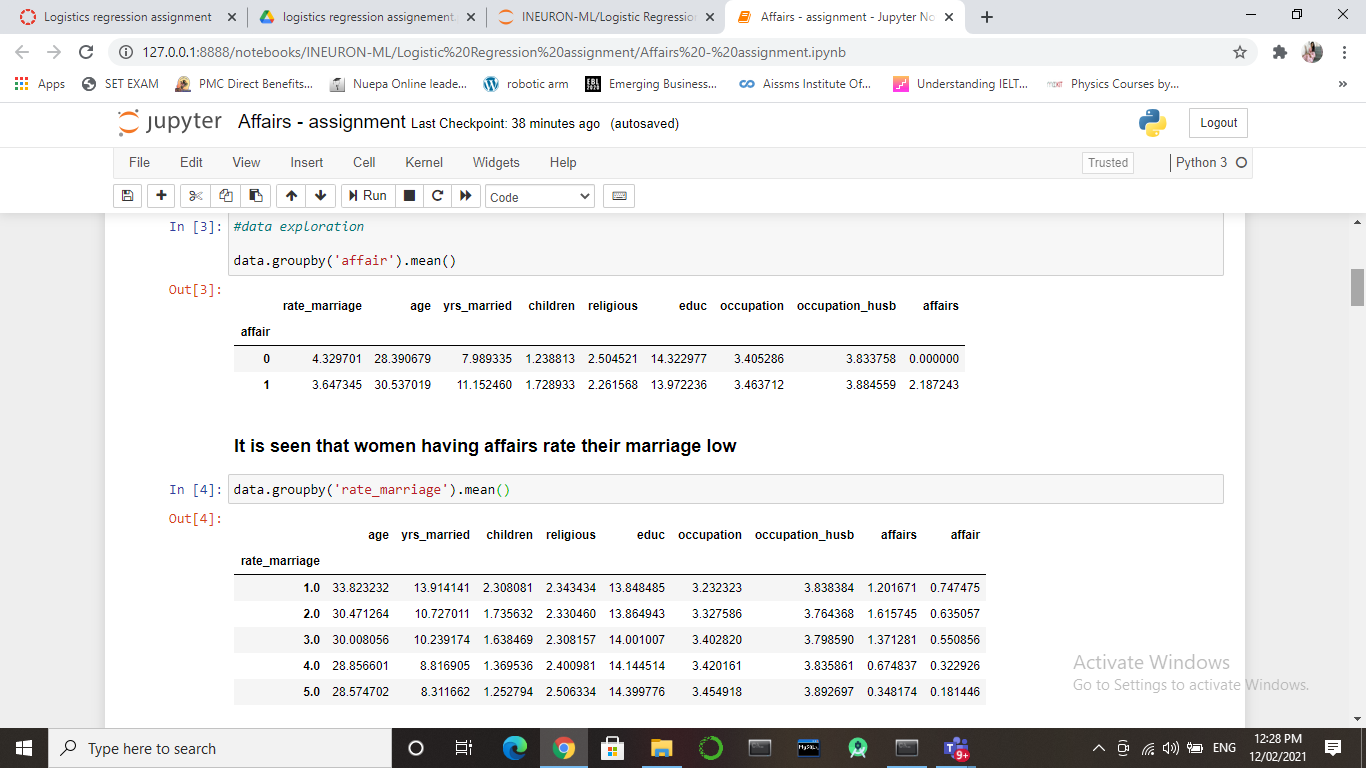 Logistics regression assignment
logistics regression assignement.
INEURON-ML/Logistic Regressio
Affairs - assignment - Jupyter No
127.0.0.1:8888/notebooks/INEURON-ML/Logistic%20Regression%20assignment/Affairs%20-%20assignment.ipynb
Apps SET EXAM PMC Direct Benefits... Nuepa Online leade... robotic arm Emerging Business... Aissms Institute Of... Understanding IELT... Physics Courses by... »
jupyter Affairs - assignment Last Checkpoint: 38 minutes ago (autosaved) Logout
File Edit View Insert Cell Kernel Widgets Help Trusted Python 3
Run Code
In [3]: #data exploration
data.groupby('affair').mean()
Out[3]:
rate_marriage age yrs_married children religious educ occupation occupation_husb affairs
affair
0 4.329701 28.390679 7.989335 1.238813 2.504521 14.322977 3.405286 3.833758 0.000000
1 3.647345 30.537019 11.152460 1.728933 2.261568 13.972236 3.463712 3.884559 2.187243
It is seen that women having affairs rate their marriage low
In [4]: data.groupby('rate_marriage').mean()
Out[4]:
age yrs_married children religious educ occupation occupation_husb affairs affair
rate_marriage
1.0 33.823232 13.914141 2.308081 2.343434 13.848485 3.232323 3.838384 1.201671 0.747475
2.0 30.471264 10.727011 1.735632 2.330460 13.864943 3.327586 3.764368 1.615745 0.635057
3.0 30.008056 10.239174 1.638469 2.308157 14.001007 3.402820 3.798590 1.371281 0.550856
4.0 28.856601 8.816905 1.369536 2.400981 14.144514 3.420161 3.835861 0.674837 0.322926
5.0 28.574702 8.311662 1.252794 2.506334 14.399776 3.454918 3.892697 0.348174 0.181446
Activate Windows
Go to Settings to activate Windows.
Type here to search
ENG
12:28 PM
12/02/2021